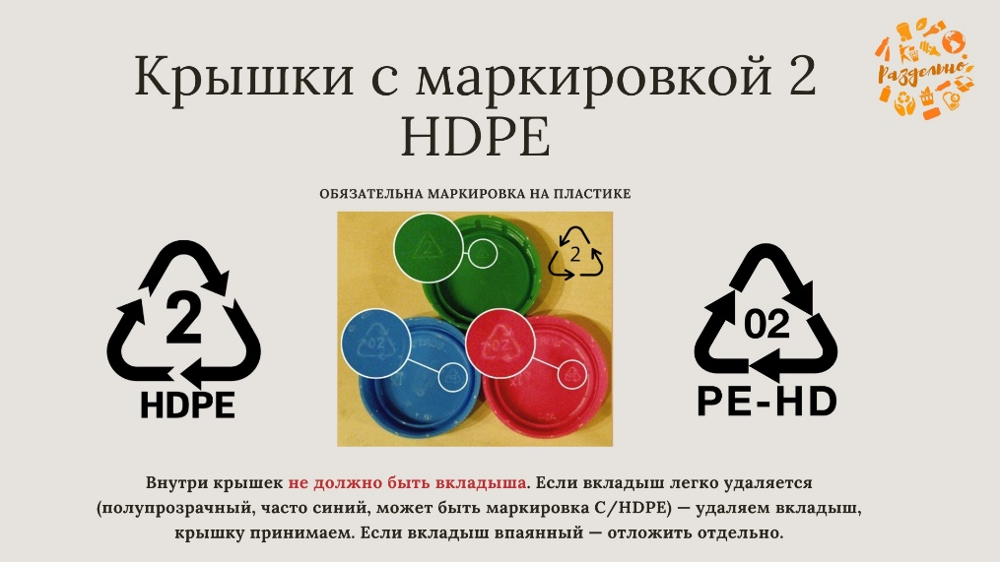 Раздельно
Крышки с маркировкой 2
HDPE
ОБЯЗАТЕЛЬНА МАРКИРОВКА НА ПЛАСТИКЕ
2
2
2
02
02
02
HDPE
PE-HD
Внутри крышек не должно быть вкладыша. Если вкладыш легко удаляется
(полупрозрачный, часто синий, может быть маркировка C/HDPE) — удаляем вкладыш,
крышку принимаем. Если вкладыш впаянный — отложить отдельно.